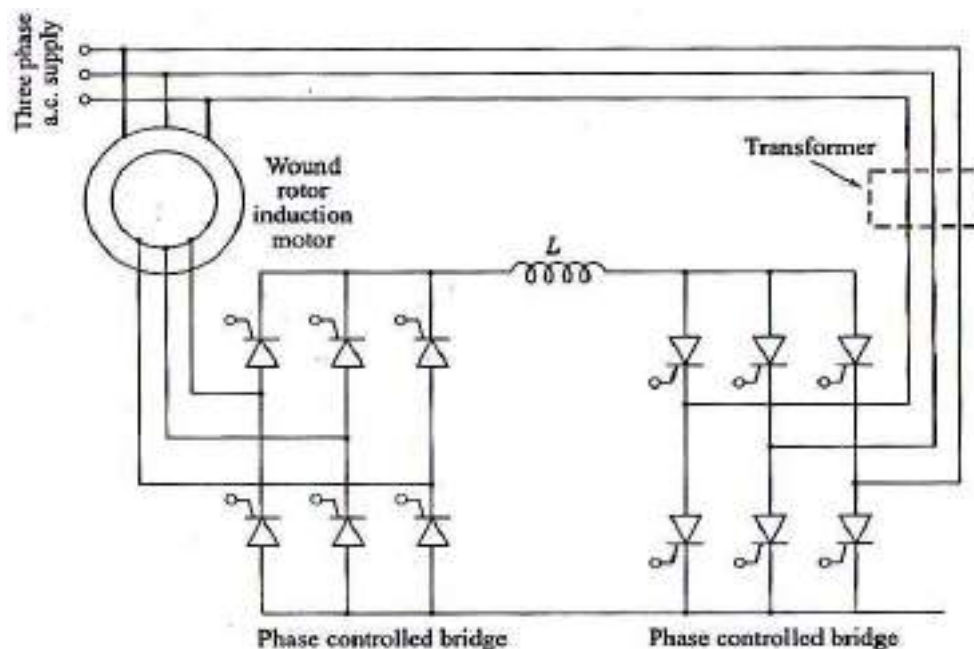 Three phase
a.c. supply
Wound
rotor
induction
motor
Transformer
L
Phase controlled bridge
Phase controlled bridge